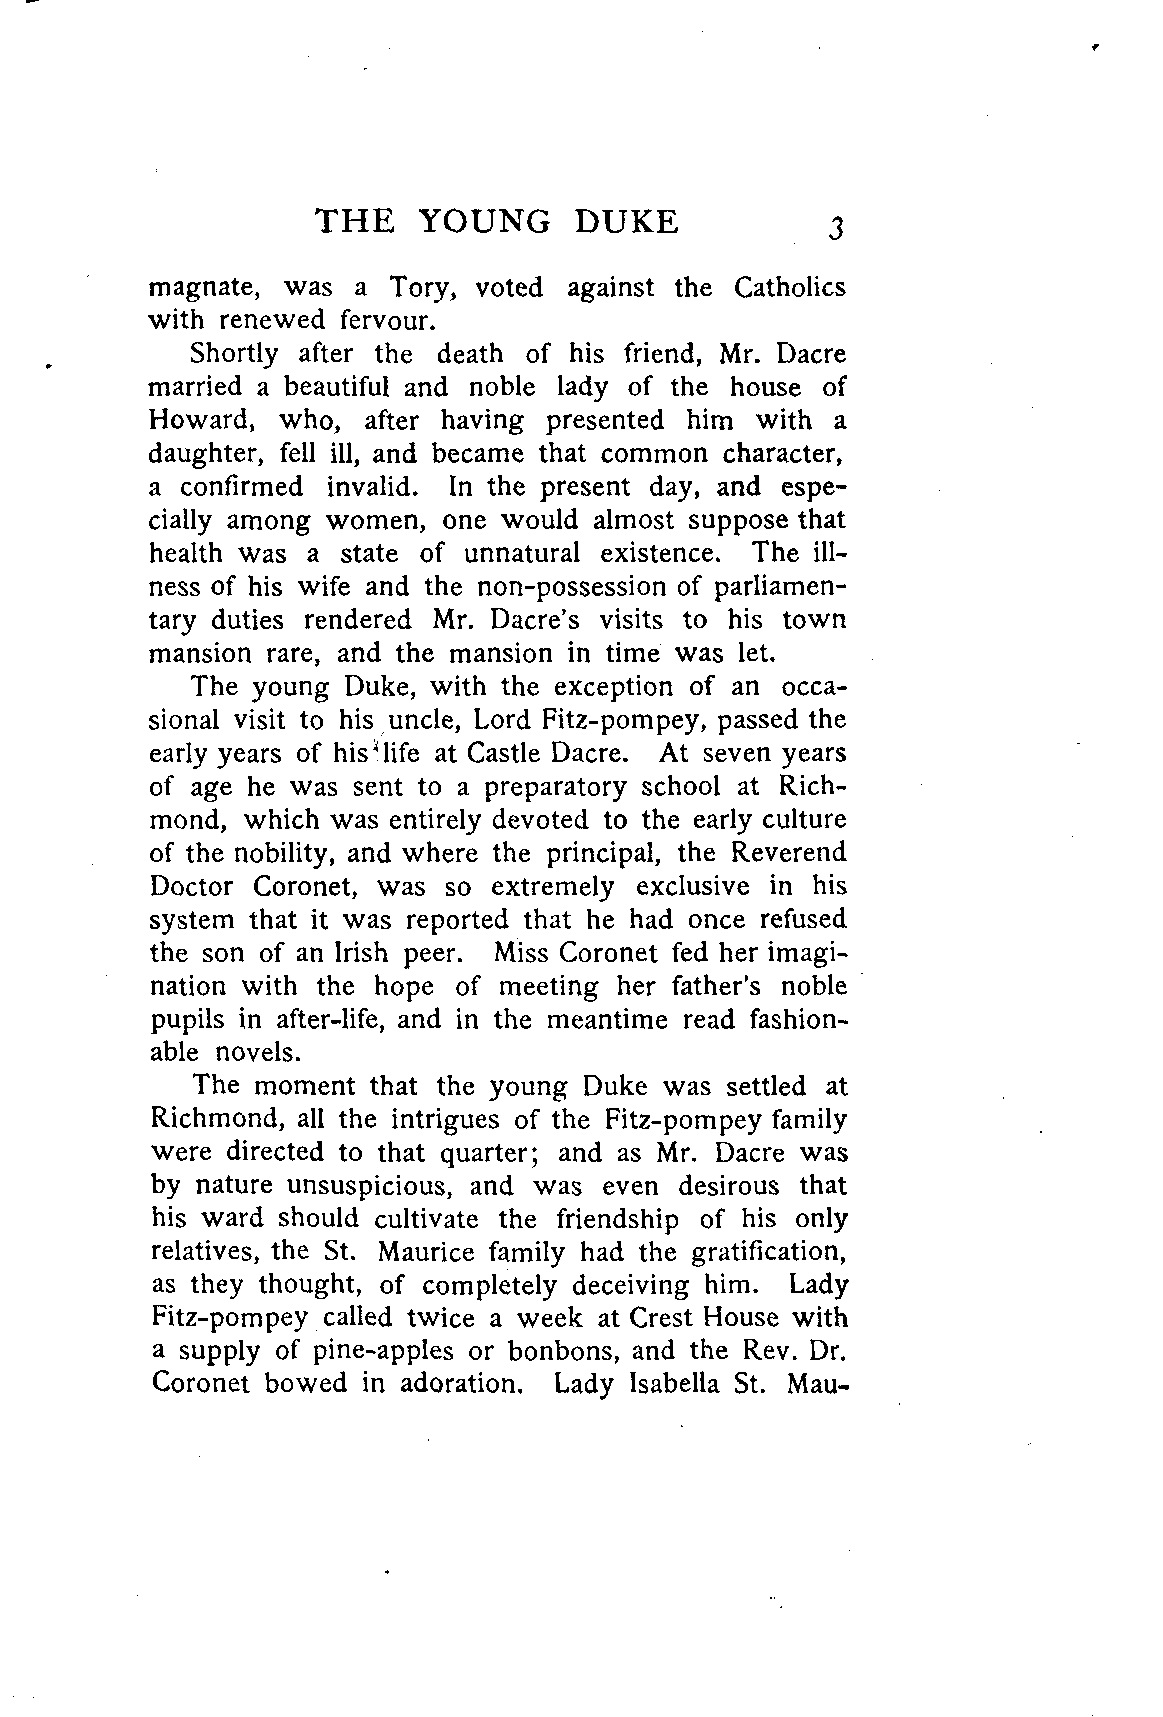 THE YOUNG DUKE 3
magnate, was a Tory, voted against the Catholics
with renewed fervour.
Shortly after the death of his friend, Mr. Dacre
married a beautiful and noble lady of the house of
Howard, who, after having presented him with a
daughter, fell ill, and became that common character,
a confirmed invalid. In the present day, and espe-
cially among women, one would almost suppose that
health was a state of unnatural existence. The ill-
ness of his wife and the non-possession of parliamen-
tary duties rendered Mr. Dacre's visits to his town
mansion rare, and the mansion in time was let.
The young Duke, with the exception of an occa-
sional visit to his uncle, Lord Fitz-pompey, passed the
early years of his life at Castle Dacre. At seven years
of age he was sent to a preparatory school at Rich-
mond, which was entirely devoted to the early culture
of the nobility, and where the principal, the Reverend
Doctor Coronet, was so extremely exclusive in his
system that it was reported that he had once refused
the son of an Irish peer. Miss Coronet fed her imagi-
nation with the hope of meeting her father's noble
pupils in after-life, and in the meantime read fashion-
able novels.
The moment that the young Duke was settled at
Richmond, all the intrigues of the Fitz-pompey family
were directed to that quarter; and as Mr. Dacre was
by nature unsuspicious, and was even desirous that
his ward should cultivate the friendship of his only
relatives, the St. Maurice family had the gratification,
as they thought, of completely deceiving him. Lady
Fitz-pompey called twice a week at Crest House with
a supply of pine-apples or bonbons, and the Rev. Dr.
Coronet bowed in adoration. Lady Isabella St. Mau-